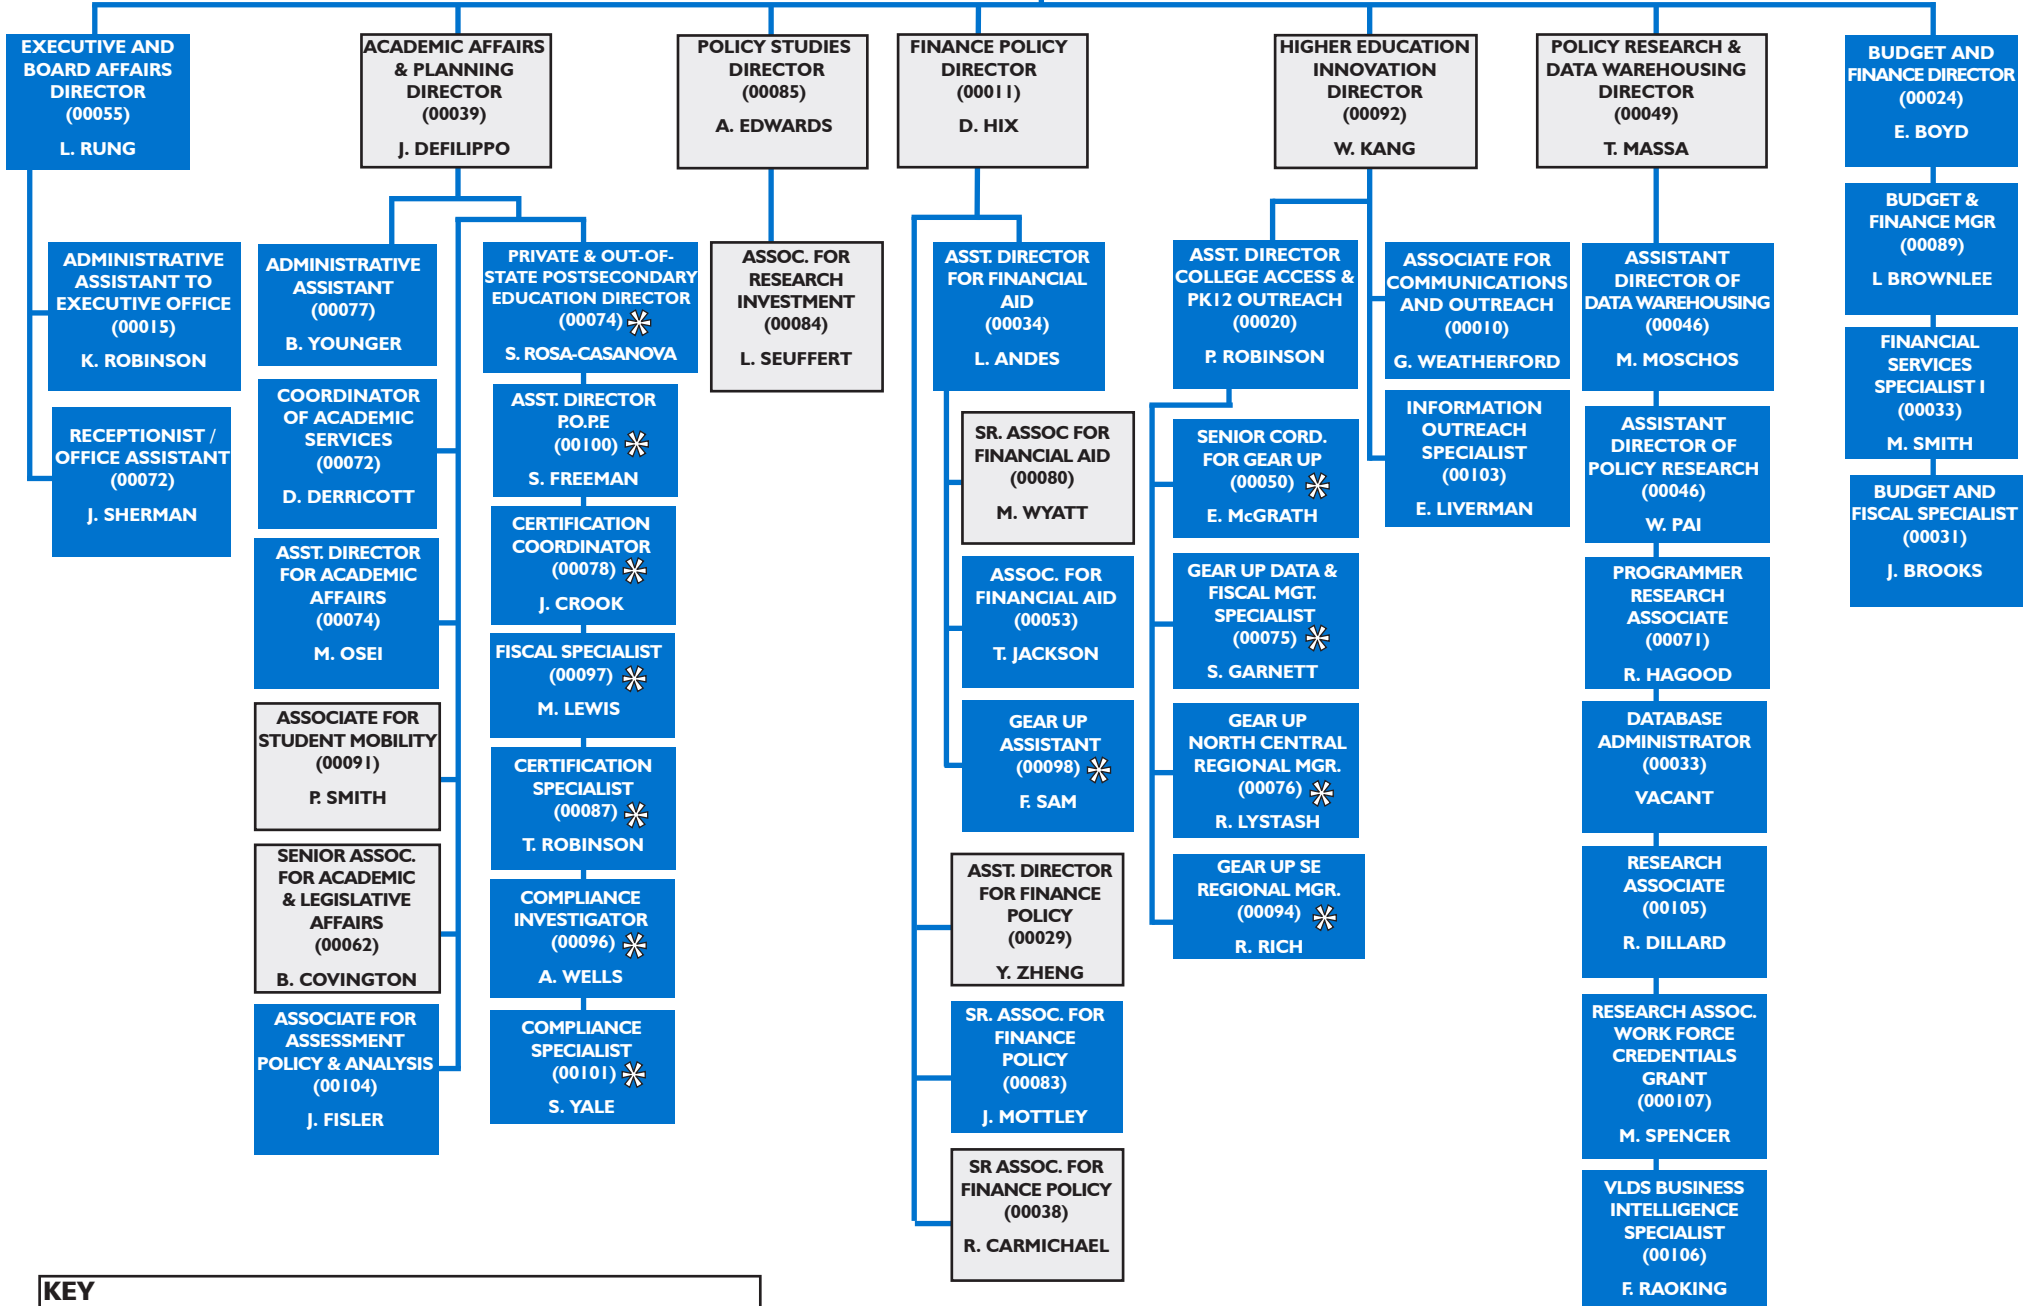 EXECUTIVE AND
BOARD AFFAIRS
DIRECTOR
(00055)
L. RUNG
ADMINISTRATIVE
ASSISTANT TO
EXECUTIVE OFFICE
(00015)
K. ROBINSON
RECEPTIONIST /
OFFICE ASSISTANT
(00072)
J. SHERMAN
ACADEMIC AFFAIRS
& PLANNING
DIRECTOR
(00039)
J. DEFILIPPO
ADMINISTRATIVE
ASSISTANT
(00077)
B. YOUNGER
COORDINATOR
OF ACADEMIC
SERVICES
(00072)
D. DERRICOTT
ASST. DIRECTOR
FOR ACADEMIC
AFFAIRS
(00074)
M. OSEI
ASSOCIATE FOR
STUDENT MOBILITY
(00091)
P. SMITH
SENIOR ASSOC.
FOR ACADEMIC
& LEGISLATIVE
AFFAIRS
(00062)
B. COVINGTON
ASSOCIATE FOR
ASSESSMENT
POLICY & ANALYSIS
(00104)
J. FISLER
PRIVATE & OUT-OF-
STATE POSTSECONDARY
EDUCATION DIRECTOR
(00074) *
S. ROSA-CASANOVA
ASST. DIRECTOR
P.O.P.E
(00100) *
S. FREEMAN
CERTIFICATION
COORDINATOR
(00078) *
J. CROOK
FISCAL SPECIALIST
(00097) *
M. LEWIS
CERTIFICATION
SPECIALIST
(00087) *
T. ROBINSON
COMPLIANCE
INVESTIGATOR
(00096) *
A. WELLS
COMPLIANCE
SPECIALIST
(00101) *
S. YALE
POLICY STUDIES
DIRECTOR
(00085)
A. EDWARDS
ASSOC. FOR
RESEARCH
INVESTMENT
(00084)
L. SEUFFERT
FINANCE POLICY
DIRECTOR
(00011)
D. HIX
ASST. DIRECTOR
FOR FINANCIAL
AID
(00034)
L. ANDES
SR. ASSOC FOR
FINANCIAL AID
(00080)
M. WYATT
ASSOC. FOR
FINANCIAL AID
(00053)
T. JACKSON
GEAR UP
ASSISTANT
(00098) *
F. SAM
ASST. DIRECTOR
FOR FINANCE
POLICY
(00029)
Y. ZHENG
SR. ASSOC. FOR
FINANCE
POLICY
(00083)
J. MOTTLEY
SR ASSOC. FOR
FINANCE POLICY
(00038)
R. CARMICHAEL
HIGHER EDUCATION
INNOVATION
DIRECTOR
(00092)
W. KANG
ASST. DIRECTOR
COLLEGE ACCESS &
PK12 OUTREACH
(00020)
P. ROBINSON
SENIOR CORD.
FOR GEAR UP
(00050) *
E. McGRATH
GEAR UP DATA &
FISCAL MGT.
SPECIALIST
(00075) *
S. GARNETT
GEAR UP
NORTH CENTRAL
REGIONAL MGR.
(00076) *
R. LYSTASH
GEAR UP SE
REGIONAL MGR.
(00094) *
R. RICH
ASSOCIATE FOR
COMMUNICATIONS
AND OUTREACH
(00010)
G. WEATHERFORD
INFORMATION
OUTREACH
SPECIALIST
(00103)
E. LIVERMAN
POLICY RESEARCH &
DATA WAREHOUSING
DIRECTOR
(00049)
T. MASSA
ASSISTANT
DIRECTOR OF
DATA WAREHOUSING
(00046)
M. MOSCHOS
ASSISTANT
DIRECTOR OF
POLICY RESEARCH
(00046)
W. PAI
PROGRAMMER
RESEARCH
ASSOCIATE
(00071)
R. HAGOOD
DATABASE
ADMINISTRATOR
(00033)
VACANT
RESEARCH
ASSOCIATE
(00105)
R. DILLARD
RESEARCH ASSOC.
WORK FORCE
CREDENTIALS
GRANT
(000107)
M. SPENCER
VLDS BUSINESS
INTELLIGENCE
SPECIALIST
(00106)
F. RAOKING
BUDGET AND
FINANCE DIRECTOR
(00024)
E. BOYD
BUDGET &
FINANCE MGR
(00089)
L BROWNLEE
FINANCIAL
SERVICES
SPECIALIST I
(00033)
M. SMITH
BUDGET AND
FISCAL SPECIALIST
(00031)
J. BROOKS
KEY